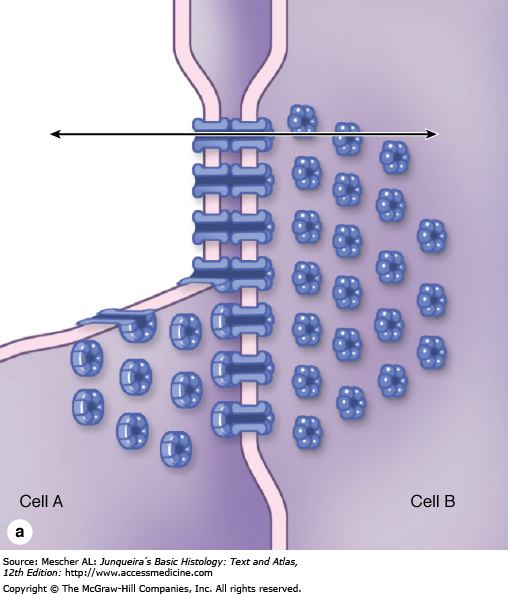 Cell A
Cell B
a
Source: Mescher AL: Junqueira´s Basic Histology: Text and Atlas,
12th Edition: http://www.accessmedicine.com
Copyright © The McGraw-Hill Companies, Inc. All rights reserved.